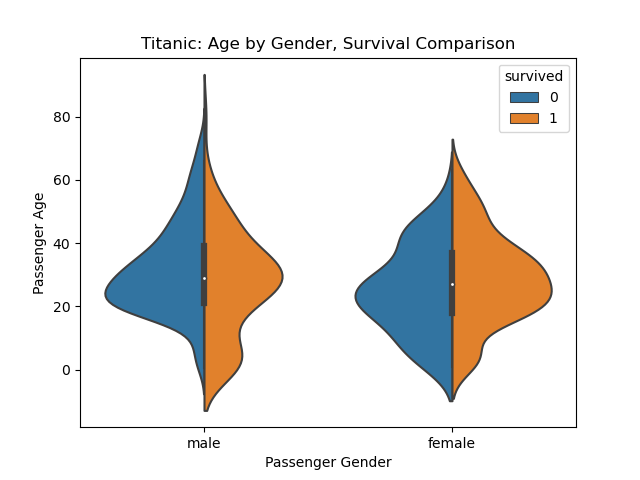 Titanic: Age by Gender, Survival Comparison
survived
0
1
80
60
40
20
0
Passenger Age
male
female
Passenger Gender